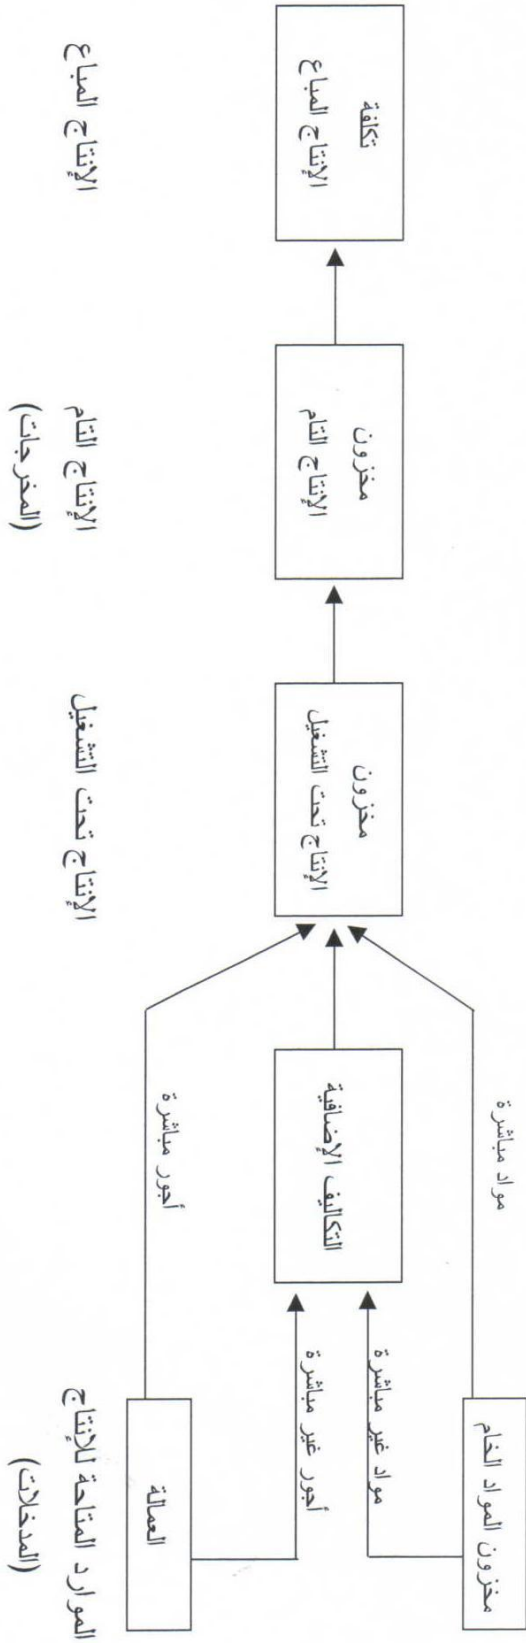 مخزون المواد الخام
العمالة
مواد مباشرة
مواد غير مباشرة
أجور غير مباشرة
أجور مباشرة
التكاليف الإضافية
مخزون
الإنتاج تحت التشغيل
مخزون
الإنتاج التام
تكلفة
الإنتاج المباع
الموارد المتاحة للإنتاج
(المدخلات)
الإنتاج تحت التشغيل
الإنتاج التام
(المخرجات)
الإنتاج المباع